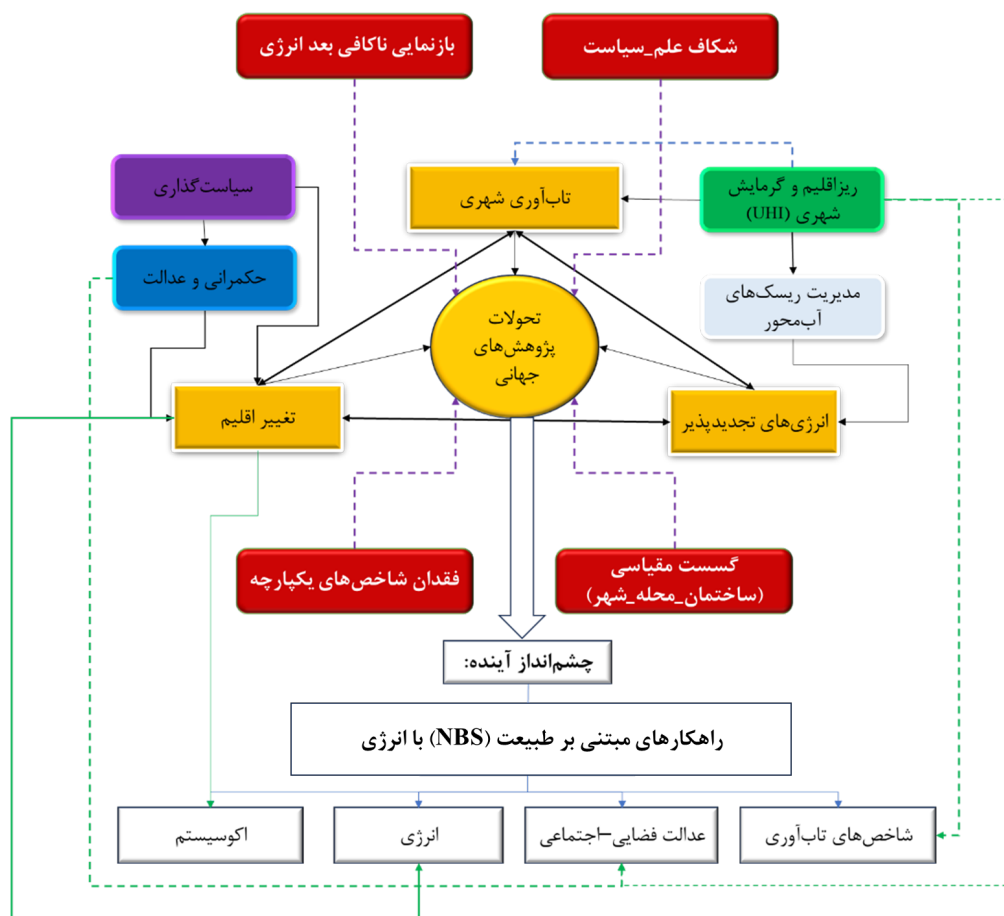 شکاف علم_سیاست
بازنمایی ناکافی بعد انرژی
ریزاقلیم و گرمایش
شهری (UHI)
تاب‌آوری شهری
سیاست‌گذاری
حکمرانی و عدالت
مدیریت ریسک‌های
آب‌محور
تحولات
پژوهش‌های
جهانی
انرژی‌های تجدیدپذیر
تغییر اقلیم
گسست مقیاسی
(ساختمان_محله_شهر)
فقدان شاخص‌های یکپارچه
چشم‌انداز آینده:
راهکارهای مبتنی بر طبیعت (NBS) با انرژی
شاخص‌های تاب‌آوری
عدالت فضایی–اجتماعی
انرژی
اکوسیستم